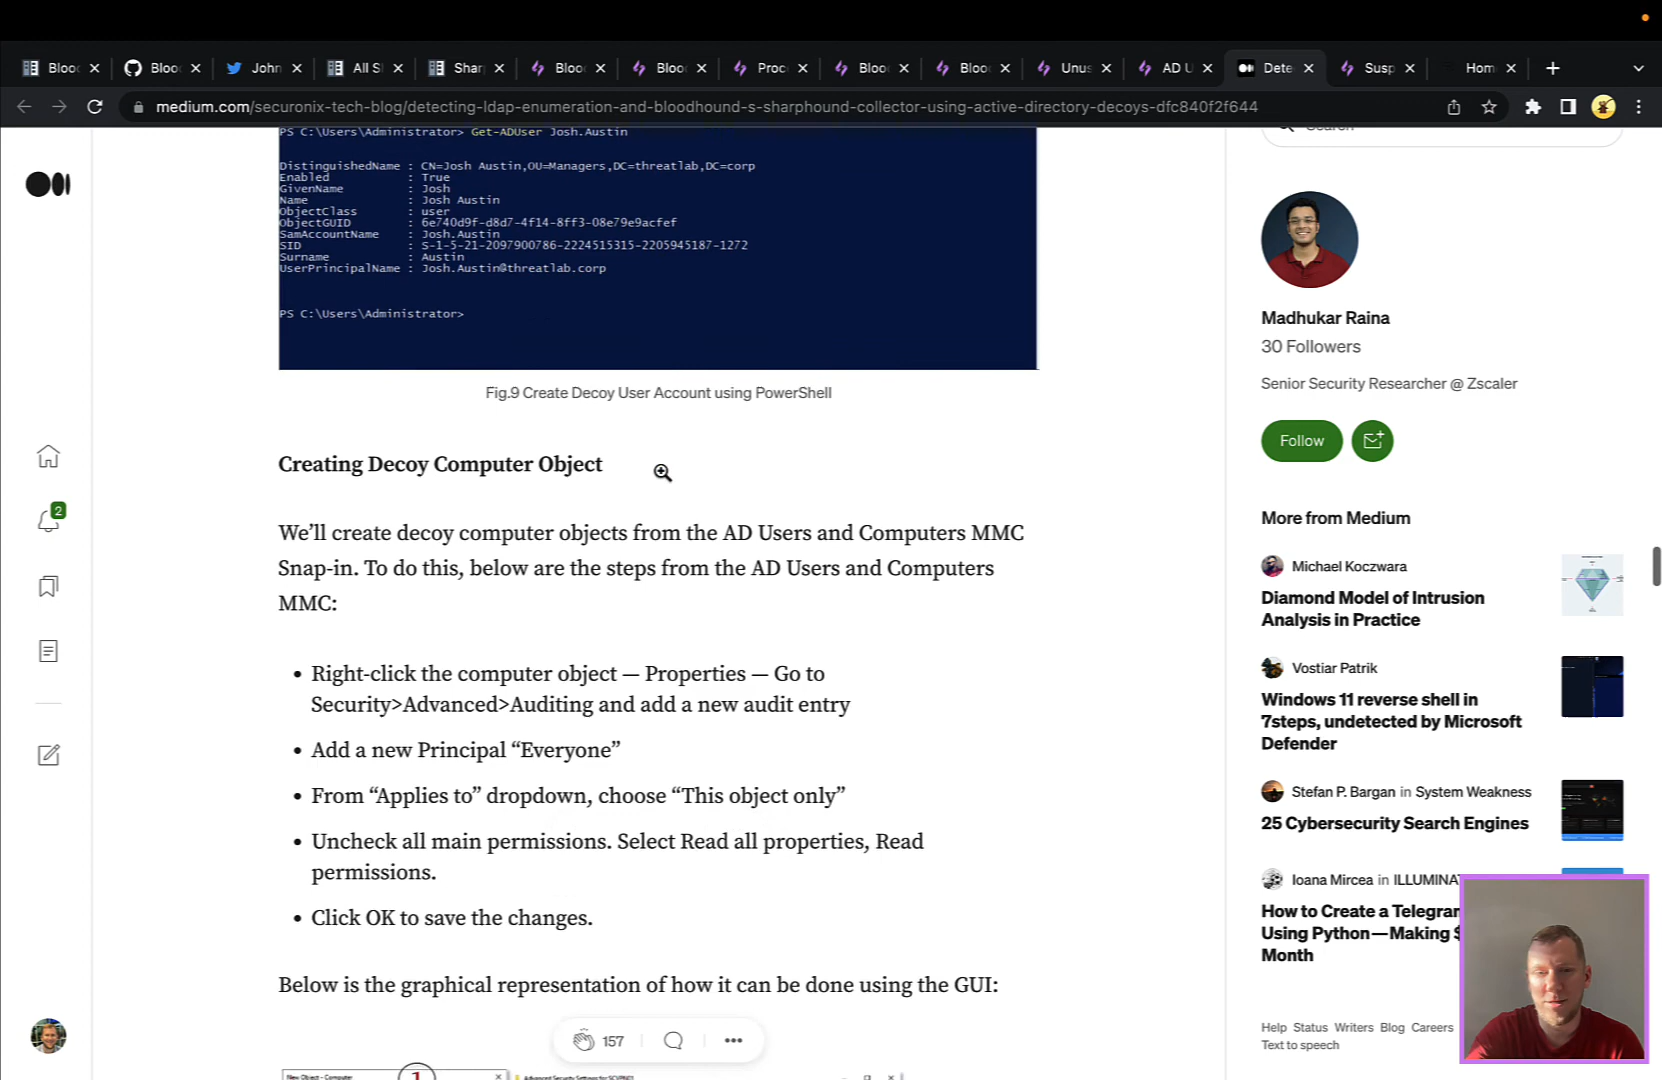 Bloo
Bloo
John
All S
Shar
Bloo
Bloo
Proc
Bloo
Bloo
Unus
AD U
Dete
Susp
Hom
medium.com/securonix-tech-blog/detecting-ldap-enumeration-and-bloodhound-s-sharphound-collector-using-active-directory-decoys-dfc840f2f644
PS C:\Users\Administrator> Get-ADUser Josh.Austin
DistinguishedName : CN=Josh Austin,OU=Managers,DC=threatlab,DC=corp
Enabled : True
GivenName : Josh
Name : Josh Austin
ObjectClass : user
ObjectGUID : 6e740d9f-d8d7-4f14-8ff3-08e79e9acfef
SamAccountName : Josh.Austin
SID : S-1-5-21-2097900786-2224515315-2205945187-1272
Surname : Austin
UserPrincipalName : Josh.Austin@threatlab.corp
PS C:\Users\Administrator>
Fig.9 Create Decoy User Account using PowerShell
Creating Decoy Computer Object
We’ll create decoy computer objects from the AD Users and Computers MMC
Snap-in. To do this, below are the steps from the AD Users and Computers
MMC:
• Right-click the computer object — Properties — Go to
Security>Advanced>Auditing and add a new audit entry
• Add a new Principal “Everyone”
• From “Applies to” dropdown, choose “This object only”
• Uncheck all main permissions. Select Read all properties, Read
permissions.
• Click OK to save the changes.
Below is the graphical representation of how it can be done using the GUI:
157
New Object - Computer
1
Advanced Security Settings for
2
Search
Madhukar Raina
30 Followers
Senior Security Researcher @ Zscaler
Follow
More from Medium
Michael Koczwara
Diamond Model of Intrusion
Analysis in Practice
Vostiar Patrik
Windows 11 reverse shell in
7steps, undetected by Microsoft
Defender
Stefan P. Bargan in System Weakness
25 Cybersecurity Search Engines
Ioana Mircea in ILLUMINA
How to Create a Telegra
Using Python—Making $
Month
Help Status Writers Blog Careers
Text to speech